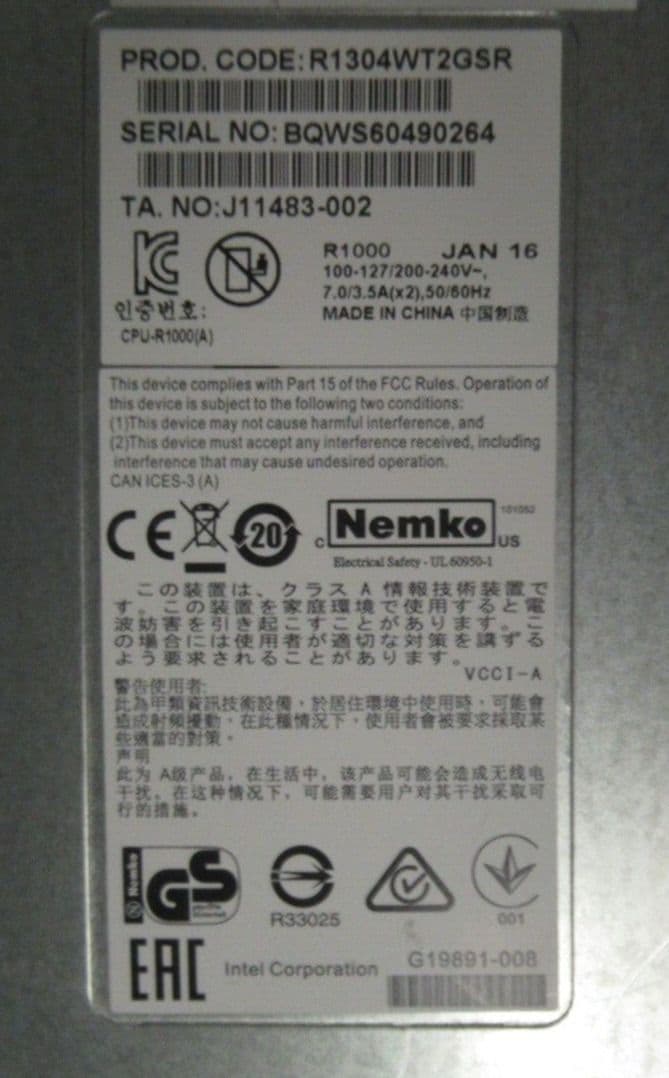 PROD. CODE: R1304WT2GSR
SERIAL NO: BQWS60490264
TA. NO:J11483-002
R1000 JAN 16
100-127/200-240V~,
7.0/3.5A(x2),50/60Hz
MADE IN CHINA 中国制造
인증번호:
CPU-R1000(A)
This device complies with Part 15 of the FCC Rules. Operation of
this device is subject to the following two conditions:
(1)This device may not cause harmful interference, and
(2)This device must accept any interference received, including
interference that may cause undesired operation.
CAN ICES-3 (A)
CE
20
C Nemko US
Electrical Safety - UL 60950-1
この装置は、クラス A 情報技術装置で
す。この装置を家庭環境で使用すると電
波妨害を引き起こすことがあります。こ
の場合には使用者が適切な対策を講ずる
よう要求されることがあります。
VCCI-A
警告使用者:
此為甲類資訊技術設備，於居住環境中使用時，可能會
造成射頻擾動，在此種情況下，使用者會被要求採取某
些適當的對策。
声明
此为 A级产品，在生活中，该产品可能会造成无线电
干扰。在这种情况下，可能需要用户对其干扰采取可
行的措施。
Nemko
GS
R33025
001
EAC
Intel Corporation
G19891-008